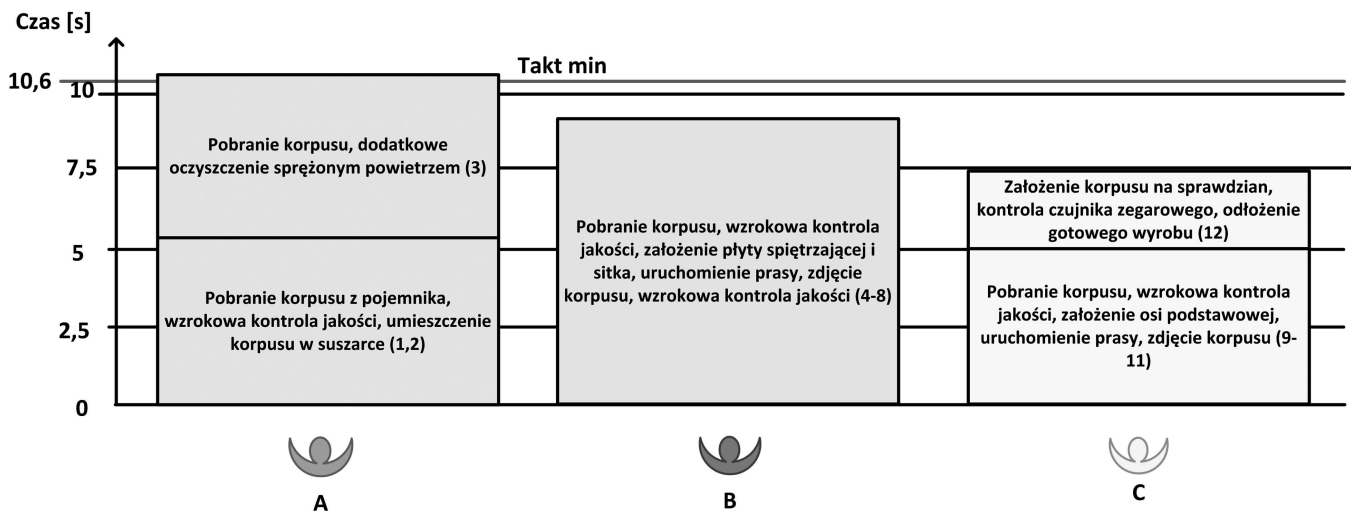 Czas [s]
Takt min
10,6
10
7,5
5
2,5
0
Pobranie korpusu, dodatkowe
oczyszczenie sprężonym powietrzem (3)
Pobranie korpusu z pojemnika,
wzrokowa kontrola jakości, umieszczenie
korpusu w suszarce (1,2)
Pobranie korpusu, wzrokowa kontrola
jakości, założenie płyty spiętrzającej i
sitka, uruchomienie prasy, zdjęcie
korpusu, wzrokowa kontrola jakości (4-8)
Założenie korpusu na sprawdzian,
kontrola czujnika zegarowego, odłożenie
gotowego wyrobu (12)
Pobranie korpusu, wzrokowa kontrola
jakości, założenie osi podstawowej,
uruchomienie prasy, zdjęcie korpusu (9-
11)
A
B
C